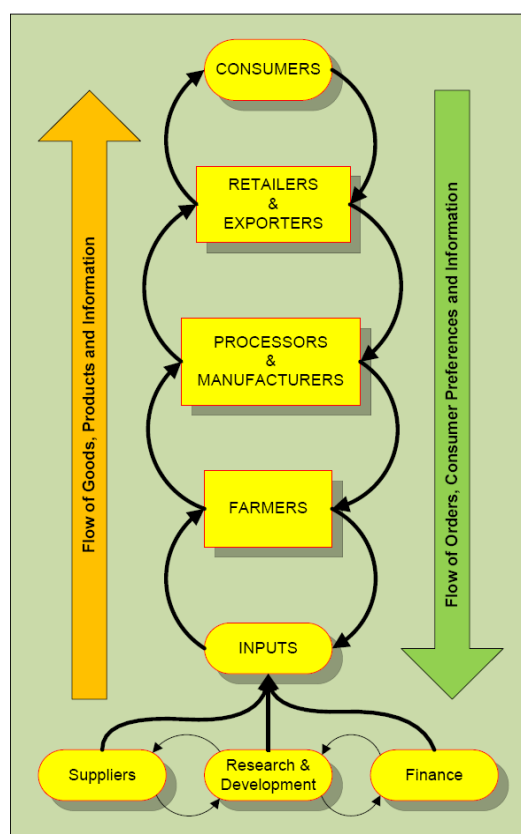 CONSUMERS
RETAILERS
&
EXPORTERS
PROCESSORS
&
MANUFACTURERS
FARMERS
INPUTS
Suppliers
Research &
Development
Finance
Flow of Goods, Products and Information
Flow of Orders, Consumer Preferences and Information